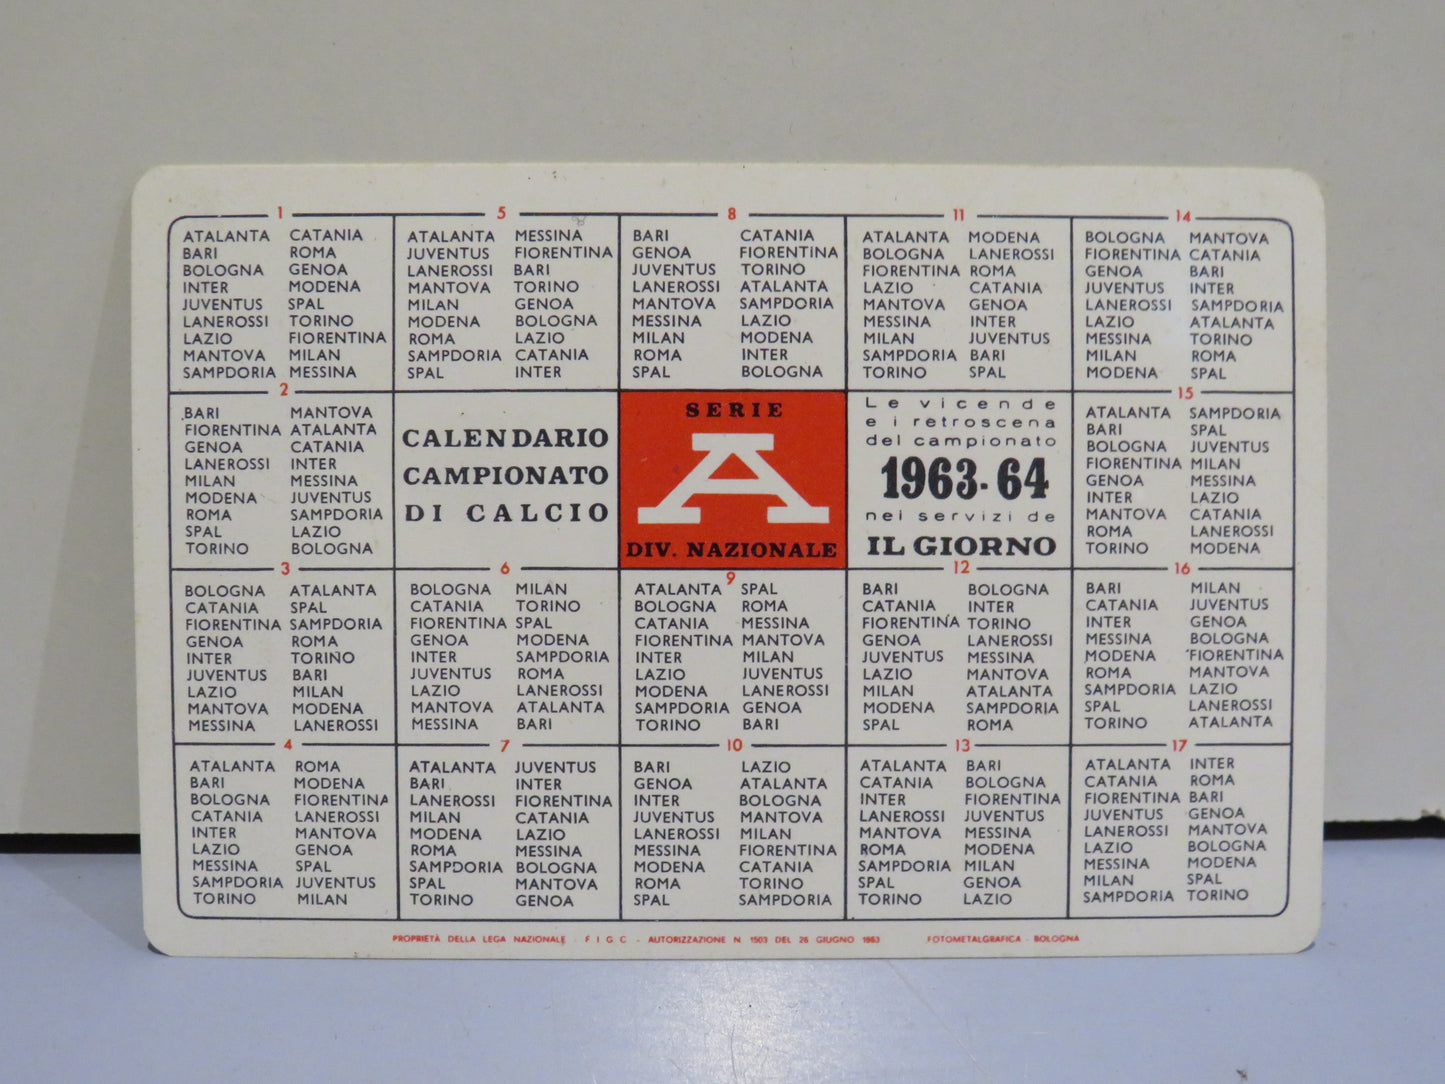 1
ATALANTA CATANIA
BARI ROMA
BOLOGNA GENOA
INTER MODENA
JUVENTUS SPAL
LANEROSSI TORINO
LAZIO FIORENTINA
MANTOVA MILAN
SAMPDORIA MESSINA
2
BARI MANTOVA
FIORENTINA ATALANTA
GENOA CATANIA
LANEROSSI INTER
MILAN MESSINA
MODENA JUVENTUS
ROMA SAMPDORIA
SPAL LAZIO
TORINO BOLOGNA
3
BOLOGNA ATALANTA
CATANIA SPAL
FIORENTINA SAMPDORIA
GENOA ROMA
INTER TORINO
JUVENTUS BARI
LAZIO MILAN
MANTOVA MODENA
MESSINA LANEROSSI
4
ATALANTA ROMA
BARI MODENA
BOLOGNA FIORENTINA
CATANIA LANEROSSI
INTER MANTOVA
LAZIO GENOA
MESSINA SPAL
SAMPDORIA JUVENTUS
TORINO MILAN
5
ATALANTA MESSINA
JUVENTUS FIORENTINA
LANEROSSI BARI
MANTOVA TORINO
MILAN GENOA
MODENA BOLOGNA
ROMA LAZIO
SAMPDORIA CATANIA
SPAL INTER
CALENDARIO
CAMPIONATO
DI CALCIO
6
BOLOGNA MILAN
CATANIA TORINO
FIORENTINA SPAL
GENOA MODENA
INTER SAMPDORIA
JUVENTUS ROMA
LAZIO LANEROSSI
MANTOVA ATALANTA
MESSINA BARI
7
ATALANTA JUVENTUS
BARI INTER
LANEROSSI FIORENTINA
MILAN CATANIA
MODENA LAZIO
ROMA MESSINA
SAMPDORIA BOLOGNA
SPAL MANTOVA
TORINO GENOA
8
BARI CATANIA
GENOA FIORENTINA
JUVENTUS TORINO
LANEROSSI ATALANTA
MANTOVA SAMPDORIA
MESSINA LAZIO
MILAN MODENA
ROMA INTER
SPAL BOLOGNA
SERIE
A
DIV. NAZIONALE
9
ATALANTA SPAL
BOLOGNA ROMA
CATANIA MESSINA
FIORENTINA MANTOVA
INTER MILAN
LAZIO JUVENTUS
MODENA LANEROSSI
SAMPDORIA GENOA
TORINO BARI
10
BARI LAZIO
GENOA ATALANTA
INTER BOLOGNA
JUVENTUS MANTOVA
LANEROSSI MILAN
MESSINA FIORENTINA
MODENA CATANIA
ROMA TORINO
SPAL SAMPDORIA
11
ATALANTA MODENA
BOLOGNA LANEROSSI
FIORENTINA ROMA
LAZIO CATANIA
MANTOVA GENOA
MESSINA INTER
MILAN JUVENTUS
SAMPDORIA BARI
TORINO SPAL
Le vicende
e i retroscena
del campionato
1963-64
nei servizi de
IL GIORNO
12
BARI BOLOGNA
CATANIA INTER
FIORENTINA TORINO
GENOA LANEROSSI
JUVENTUS MESSINA
LAZIO MANTOVA
MILAN ATALANTA
MODENA SAMPDORIA
SPAL ROMA
13
ATALANTA BARI
CATANIA BOLOGNA
INTER FIORENTINA
LANEROSSI JUVENTUS
MANTOVA MESSINA
ROMA MODENA
SAMPDORIA MILAN
SPAL GENOA
TORINO LAZIO
14
BOLOGNA MANTOVA
FIORENTINA CATANIA
GENOA BARI
JUVENTUS INTER
LANEROSSI SAMPDORIA
LAZIO ATALANTA
MESSINA TORINO
MILAN ROMA
MODENA SPAL
15
ATALANTA SAMPDORIA
BARI SPAL
BOLOGNA JUVENTUS
FIORENTINA MILAN
GENOA MESSINA
INTER LAZIO
MANTOVA CATANIA
ROMA LANEROSSI
TORINO MODENA
16
BARI MILAN
CATANIA JUVENTUS
INTER GENOA
MESSINA BOLOGNA
MODENA FIORENTINA
ROMA MANTOVA
SAMPDORIA LAZIO
SPAL LANEROSSI
TORINO ATALANTA
17
ATALANTA INTER
CATANIA ROMA
FIORENTINA BARI
JUVENTUS GENOA
LANEROSSI MANTOVA
LAZIO BOLOGNA
MESSINA MODENA
MILAN SPAL
SAMPDORIA TORINO
PROPRIETÀ DELLA LEGA NAZIONALE - F I G C - AUTORIZZAZIONE N 1503 DEL 26 GIUGNO 1963 FOTOMETALGRAFICA - BOLOGNA